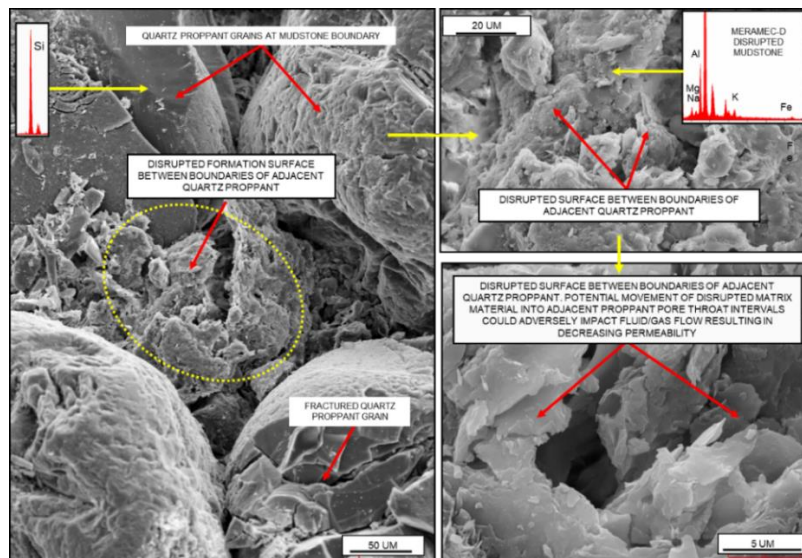 Si
QUARTZ PROPPANT GRAINS AT MUDSTONE BOUNDARY
DISRUPTED FORMATION SURFACE
BETWEEN BOUNDARIES OF ADJACENT
QUARTZ PROPPANT
FRACTURED QUARTZ
PROPPANT GRAIN
50 UM
20 UM
MERAMEC-D
DISRUPTED
MUDSTONE
Al
Mg
Na
K
Fe
F
e
DISRUPTED SURFACE BETWEEN BOUNDARIES OF
ADJACENT QUARTZ PROPPANT
DISRUPTED SURFACE BETWEEN BOUNDARIES OF ADJACENT
QUARTZ PROPPANT. POTENTIAL MOVEMENT OF DISRUPTED MATRIX
MATERIAL INTO ADJACENT PROPPANT PORE THROAT INTERVALS
COULD ADVERSELY IMPACT FLUID/GAS FLOW RESULTING IN
DECREASING PERMEABILITY
5 UM